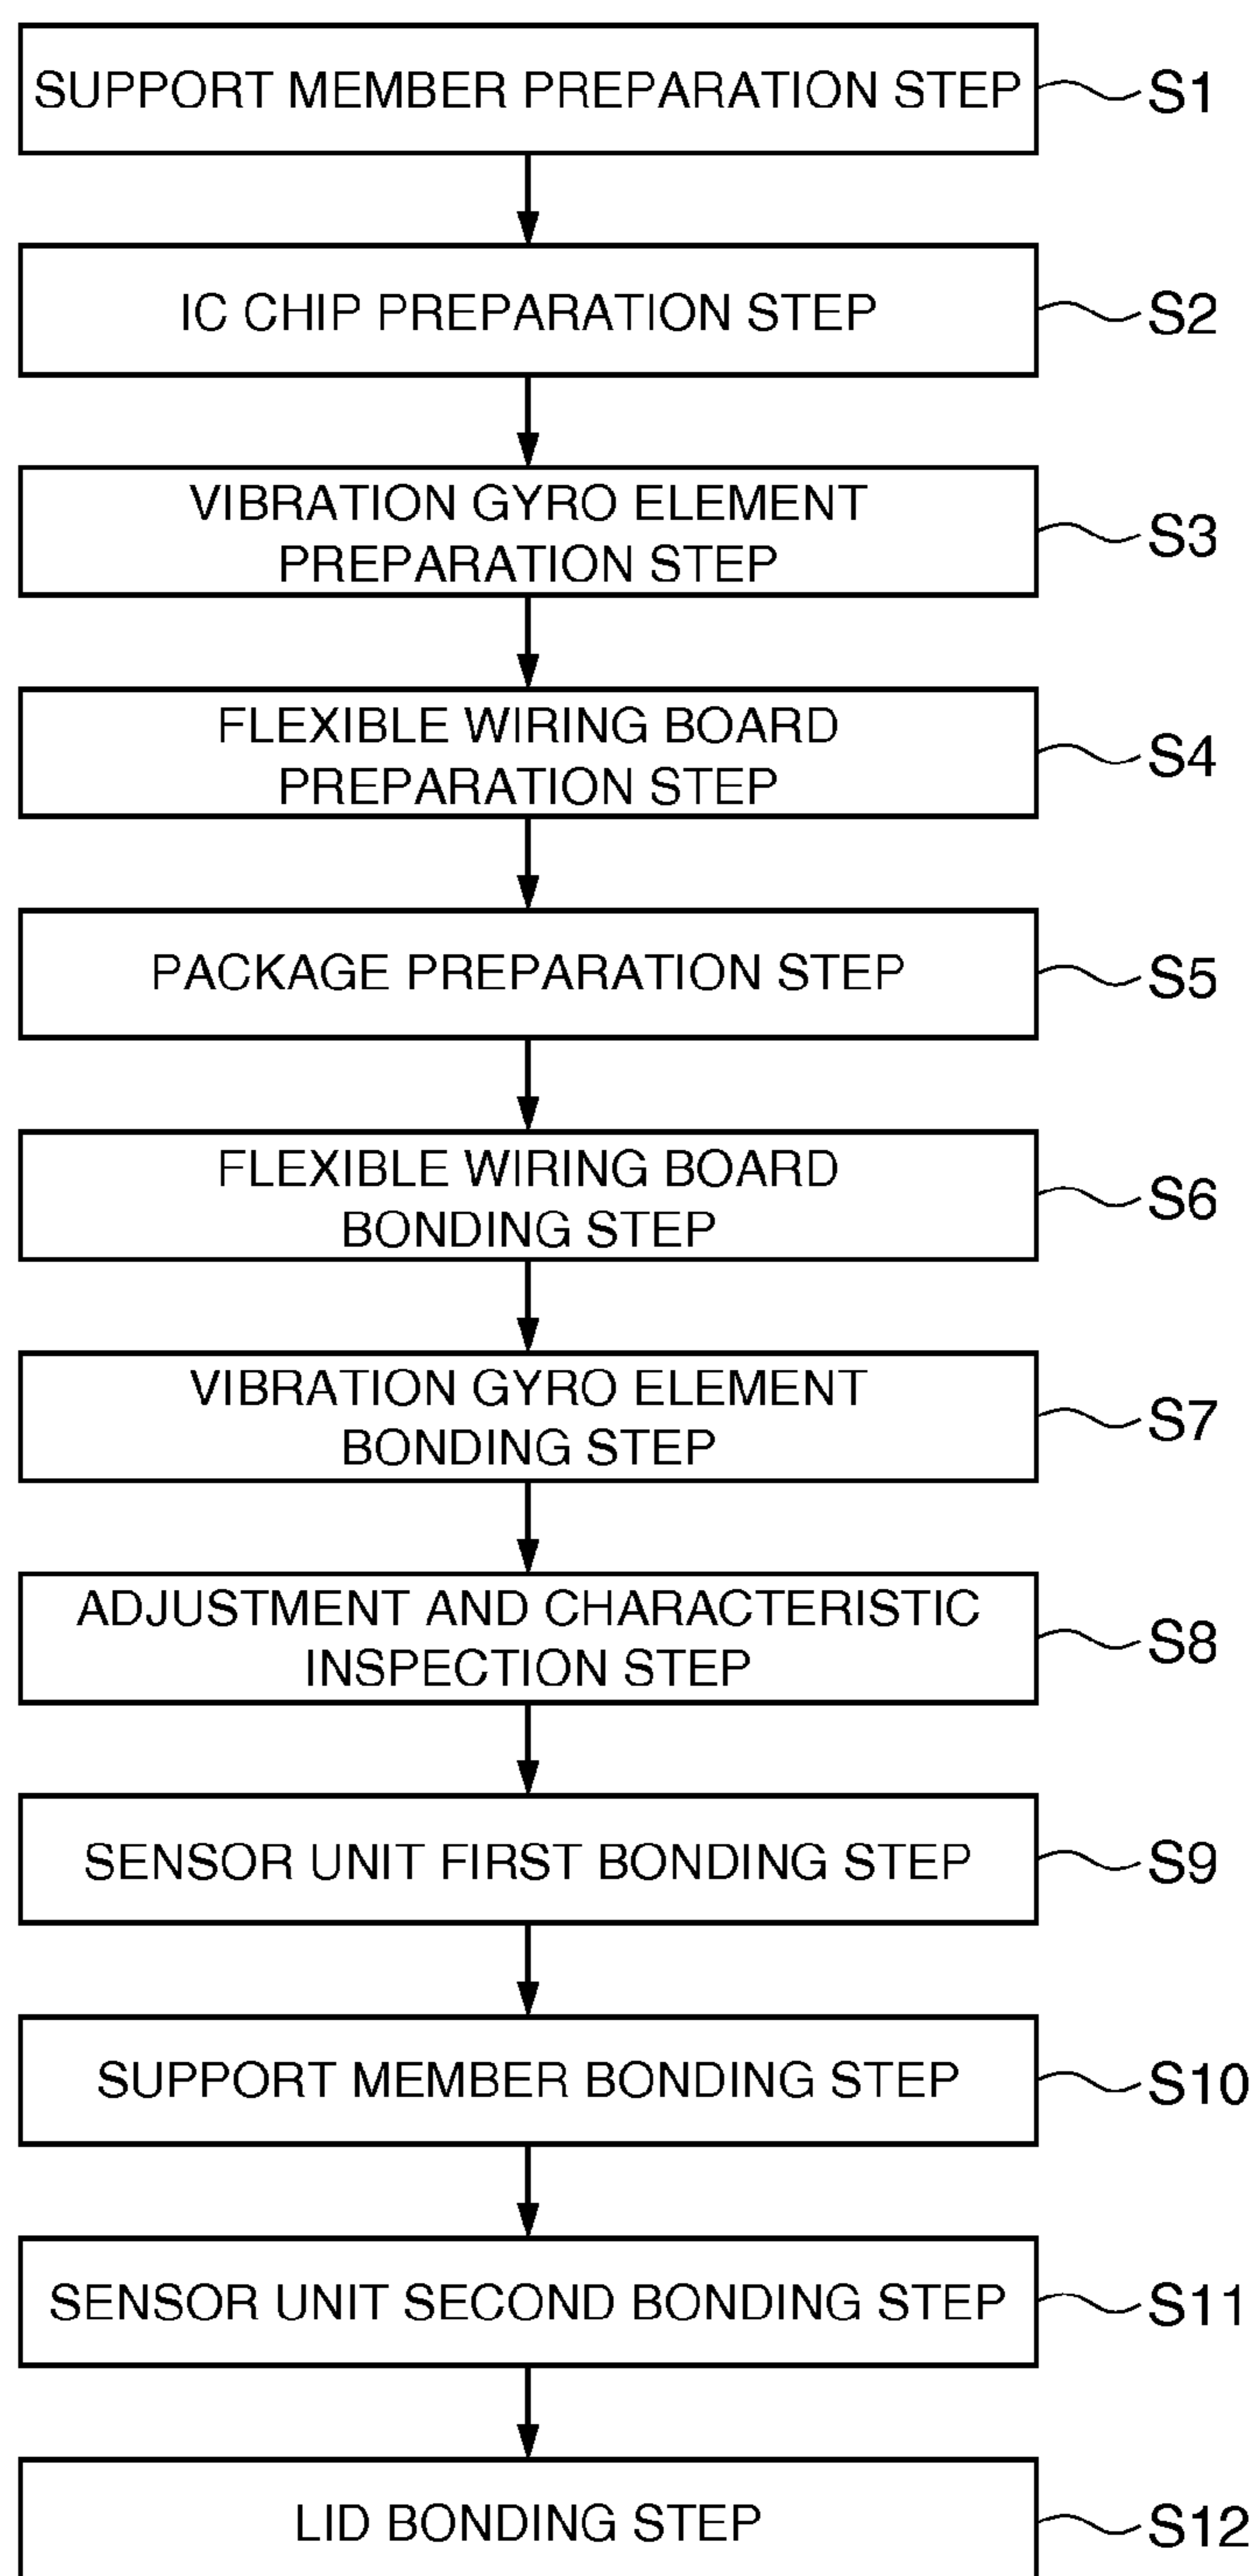 SUPPORT MEMBER PREPARATION STEP S1
IC CHIP PREPARATION STEP S2
VIBRATION GYRO ELEMENT
PREPARATION STEP S3
FLEXIBLE WIRING BOARD
PREPARATION STEP S4
PACKAGE PREPARATION STEP S5
FLEXIBLE WIRING BOARD
BONDING STEP S6
VIBRATION GYRO ELEMENT
BONDING STEP S7
ADJUSTMENT AND CHARACTERISTIC
INSPECTION STEP S8
SENSOR UNIT FIRST BONDING STEP S9
SUPPORT MEMBER BONDING STEP S10
SENSOR UNIT SECOND BONDING STEP S11
LID BONDING STEP S12